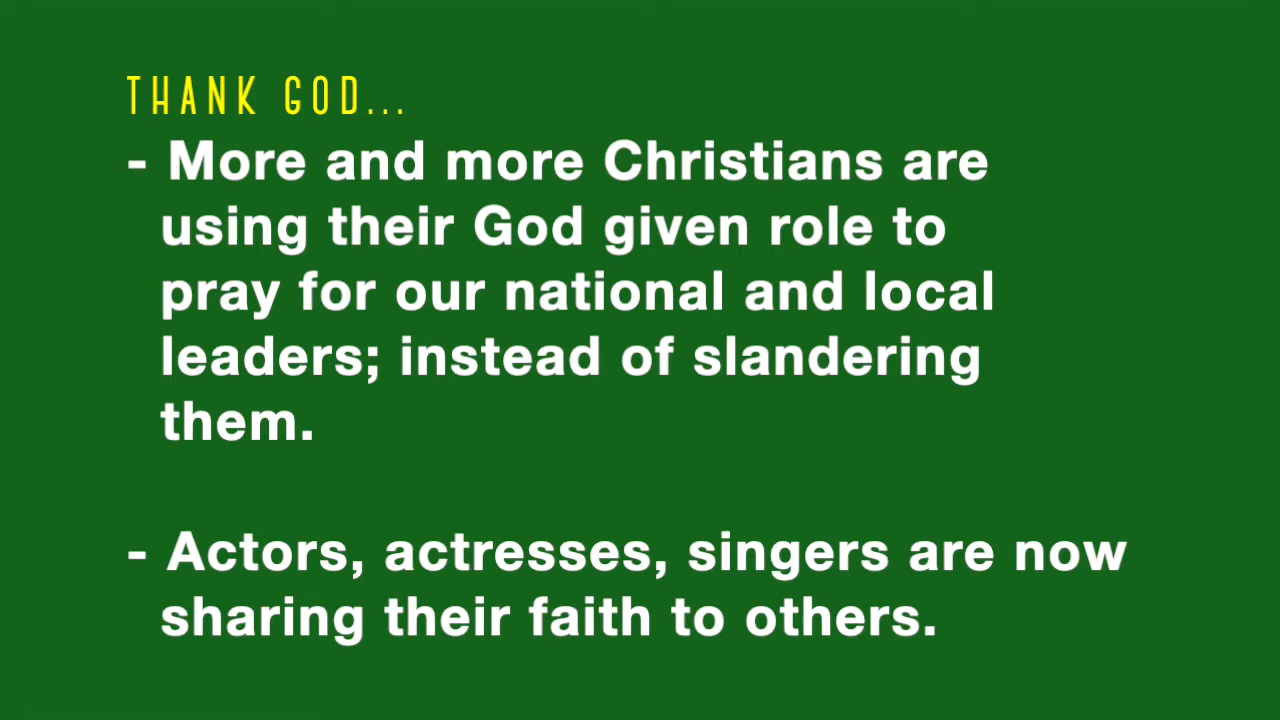 THANK GOD...
- More and more Christians are
using their God given role to
pray for our national and local
leaders; instead of slandering
them.
- Actors, actresses, singers are now
sharing their faith to others.